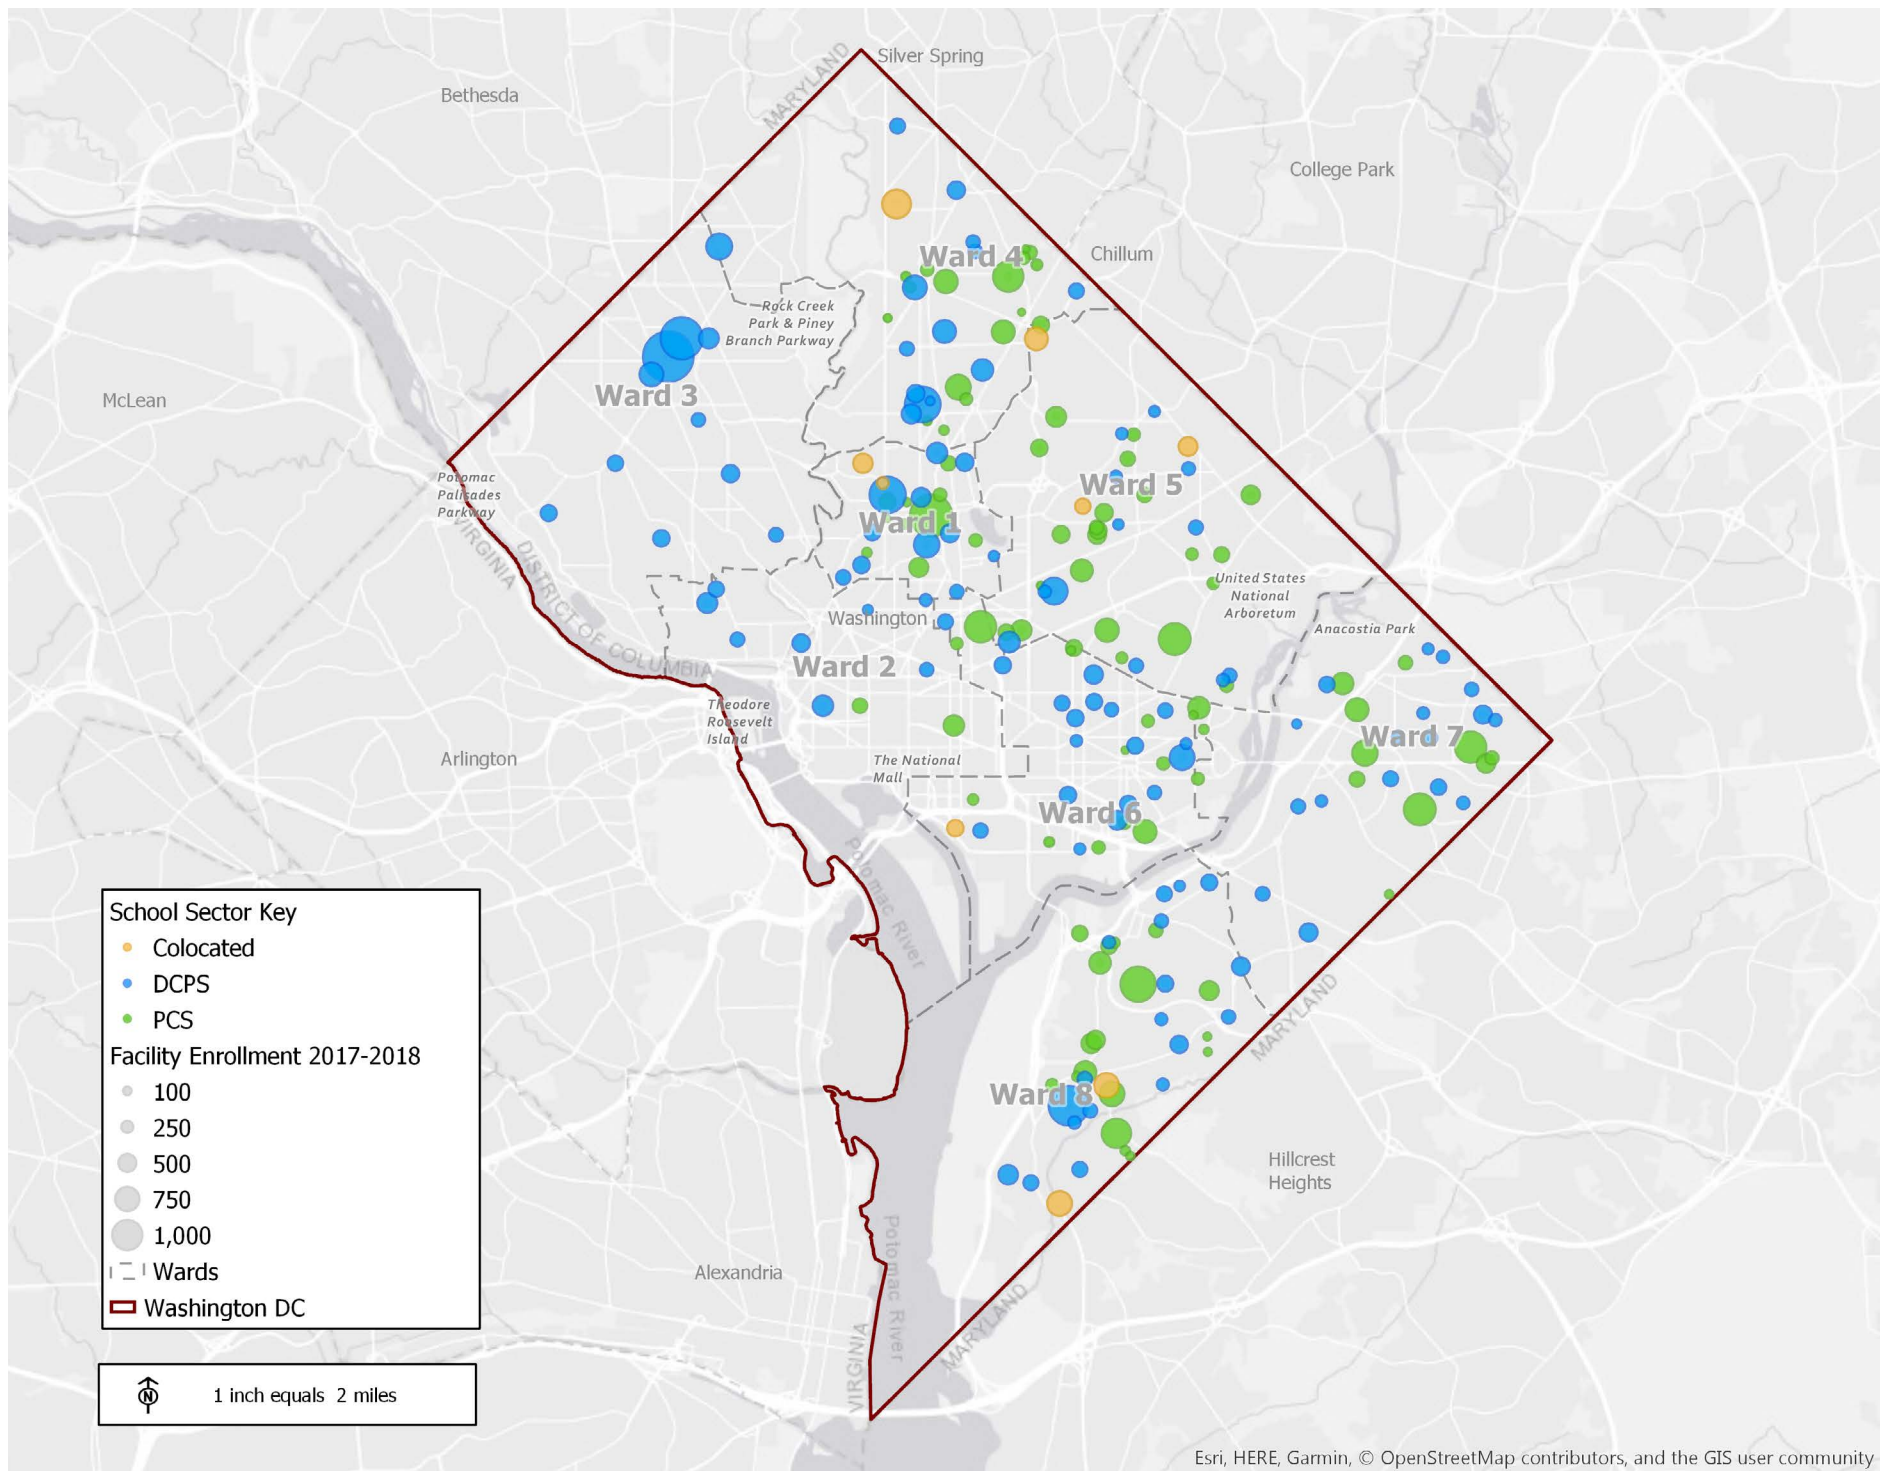 Silver Spring
MARYLAND
Bethesda
College Park
Ward 4
Chillum
Rock Creek
Park & Piney
Branch Parkway
Ward 3
McLean
Potomac
Palisades
Parkway
Ward 5
Ward 1
VIRGINIA
DISTRICT OF COLUMBIA
United States
National
Arboretum
Washington
Anacostia Park
Ward 2
Theodore
Roosevelt
Island
Ward 7
Arlington
The National
Mall
Ward 6
Potomac River
School Sector Key
Colocated
DCPS
PCS
Facility Enrollment 2017-2018
100
250
500
750
1,000
Wards
Washington DC
MARYLAND
Ward 8
Hillcrest
Heights
Alexandria
Potomac River
MARYLAND
VIRGINIA
N
1 inch equals 2 miles
Esri, HERE, Garmin, © OpenStreetMap contributors, and the GIS user community